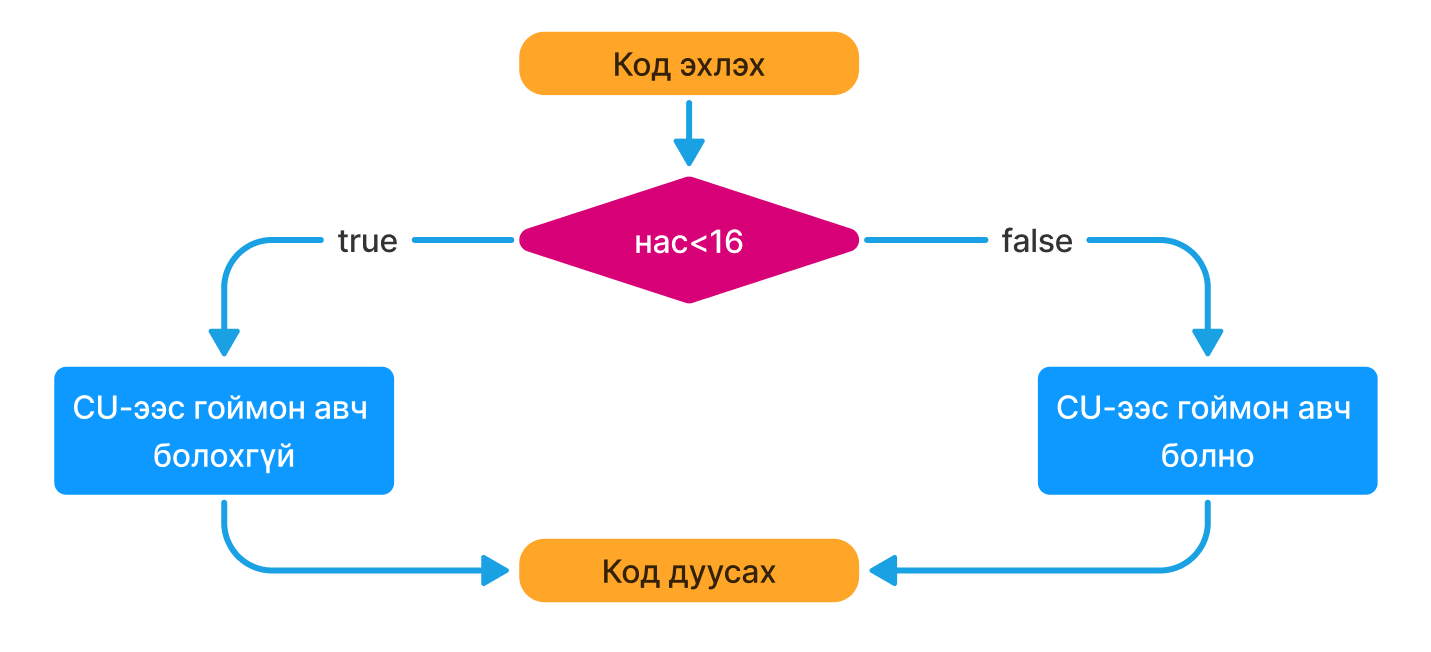 Код эхлэх
true
нас<16
false
CU-ээс гоймон авч
болохгүй
CU-ээс гоймон авч
болно
Код дуусах